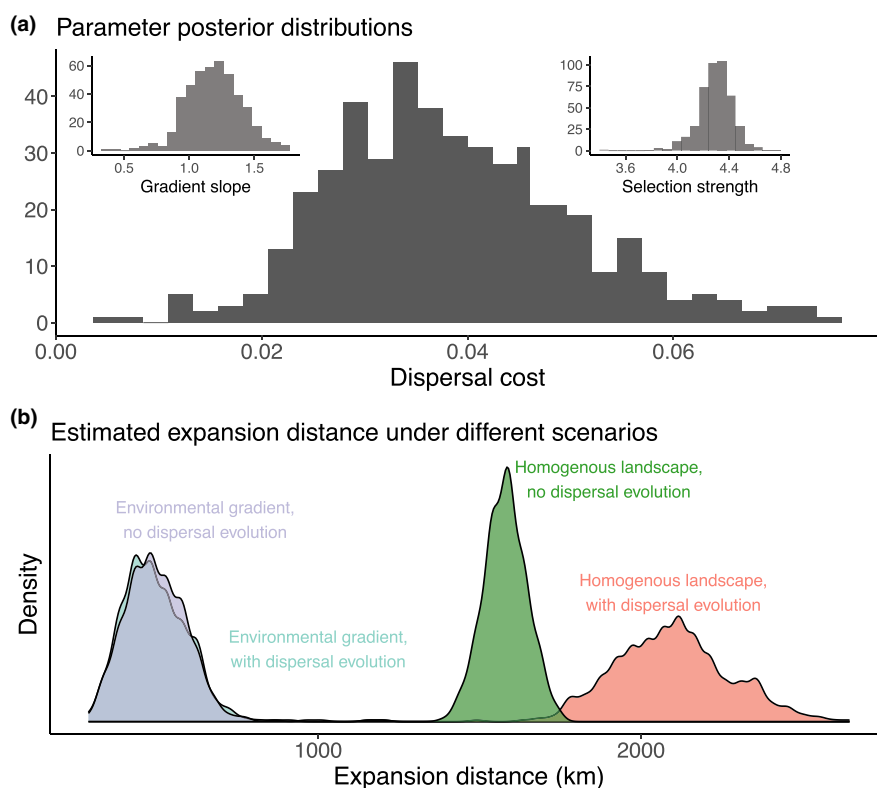 (a) Parameter posterior distributions
60
40
20
0
0.5 1.0 1.5
Gradient slope
100
75
50
25
0
3.6 4.0 4.4 4.8
Selection strength
40
30
20
10
0
0.00 0.02 0.04 0.06
Dispersal cost
(b) Estimated expansion distance under different scenarios
Homogenous landscape,
no dispersal evolution
Environmental gradient,
no dispersal evolution
Homogenous landscape,
with dispersal evolution
Environmental gradient,
with dispersal evolution
Density
1000 2000
Expansion distance (km)